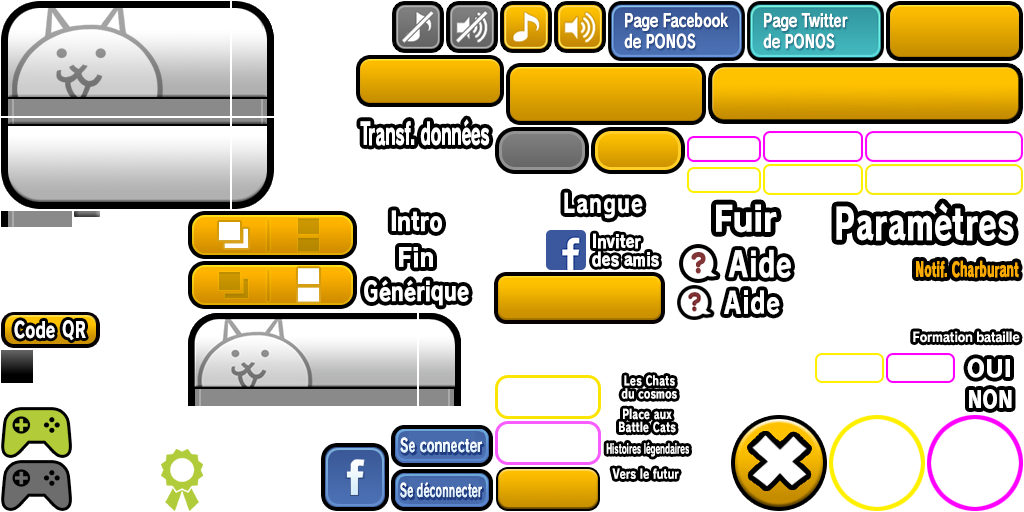 Page Facebook
de PONOS
Page Twitter
de PONOS
Transf. données
Langue
Intro
Fuir
Paramètres
Inviter
des amis
Fin
Aide
Notif. Charburant
Générique
Aide
Code QR
Formation bataille
OUI
NON
Les Chats
du cosmos
Place aux
Battle Cats
Histoires légendaires
Vers le futur
Se connecter
Se déconnecter